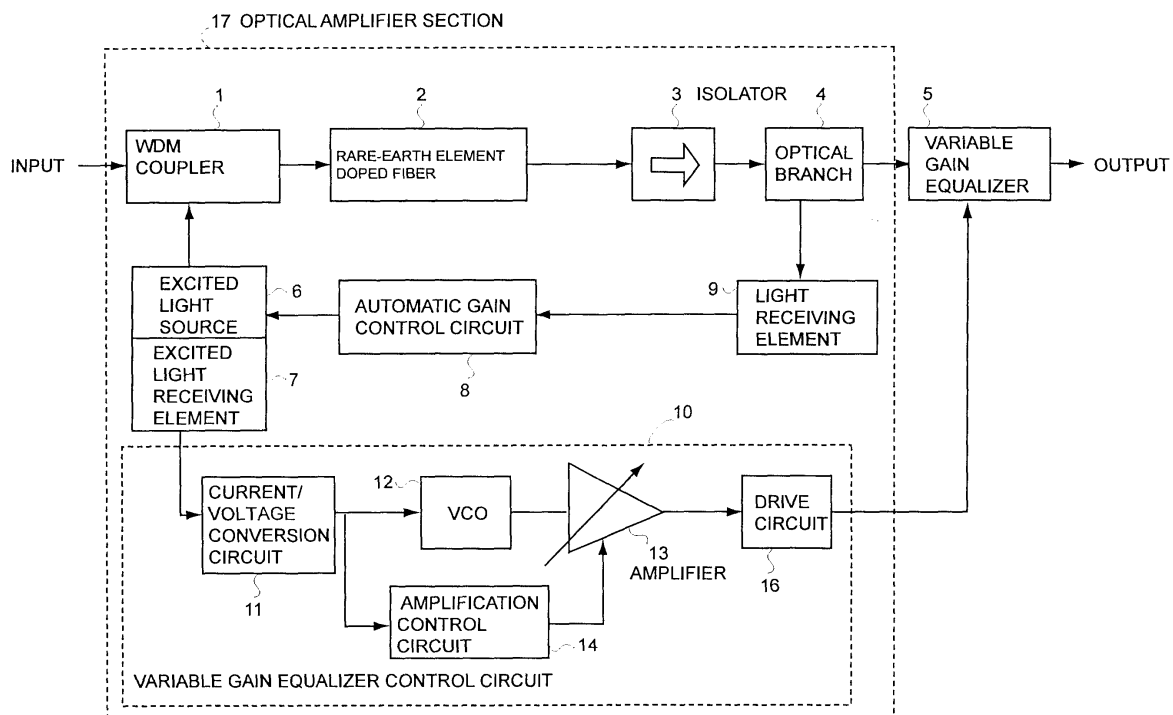 17 OPTICAL AMPLIFIER SECTION
1
2
3 ISOLATOR
4
5
INPUT
WDM
COUPLER
RARE-EARTH ELEMENT
DOPED FIBER
OPTICAL
BRANCH
VARIABLE
GAIN
EQUALIZER
OUTPUT
EXCITED
LIGHT
SOURCE
6
AUTOMATIC GAIN
CONTROL CIRCUIT
8
9
LIGHT
RECEIVING
ELEMENT
EXCITED
LIGHT
RECEIVING
ELEMENT
7
10
CURRENT/
VOLTAGE
CONVERSION
CIRCUIT
11
12
VCO
13
AMPLIFIER
DRIVE
CIRCUIT
16
AMPLIFICATION
CONTROL
CIRCUIT
14
VARIABLE GAIN EQUALIZER CONTROL CIRCUIT